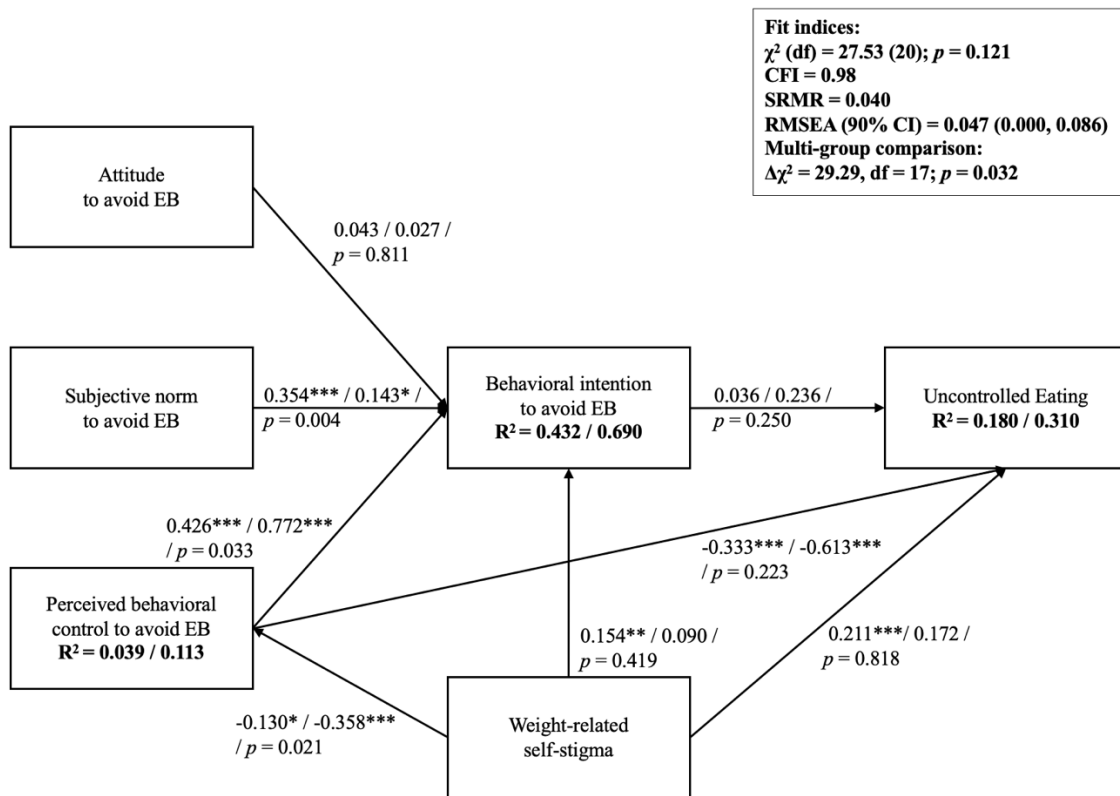 Fit indices:
χ² (df) = 27.53 (20); p = 0.121
CFI = 0.98
SRMR = 0.040
RMSEA (90% CI) = 0.047 (0.000, 0.086)
Multi-group comparison:
Δχ² = 29.29, df = 17; p = 0.032
Attitude
to avoid EB
0.043 / 0.027 /
p = 0.811
Subjective norm
to avoid EB
0.354*** / 0.143* /
p = 0.004
Behavioral intention
to avoid EB
R² = 0.432 / 0.690
0.036 / 0.236 /
p = 0.250
Uncontrolled Eating
R² = 0.180 / 0.310
0.426*** / 0.772***
/ p = 0.033
-0.333*** / -0.613***
/ p = 0.223
Perceived behavioral
control to avoid EB
R² = 0.039 / 0.113
0.154** / 0.090 /
p = 0.419
0.211***/ 0.172 /
p = 0.818
-0.130* / -0.358***
/ p = 0.021
Weight-related
self-stigma